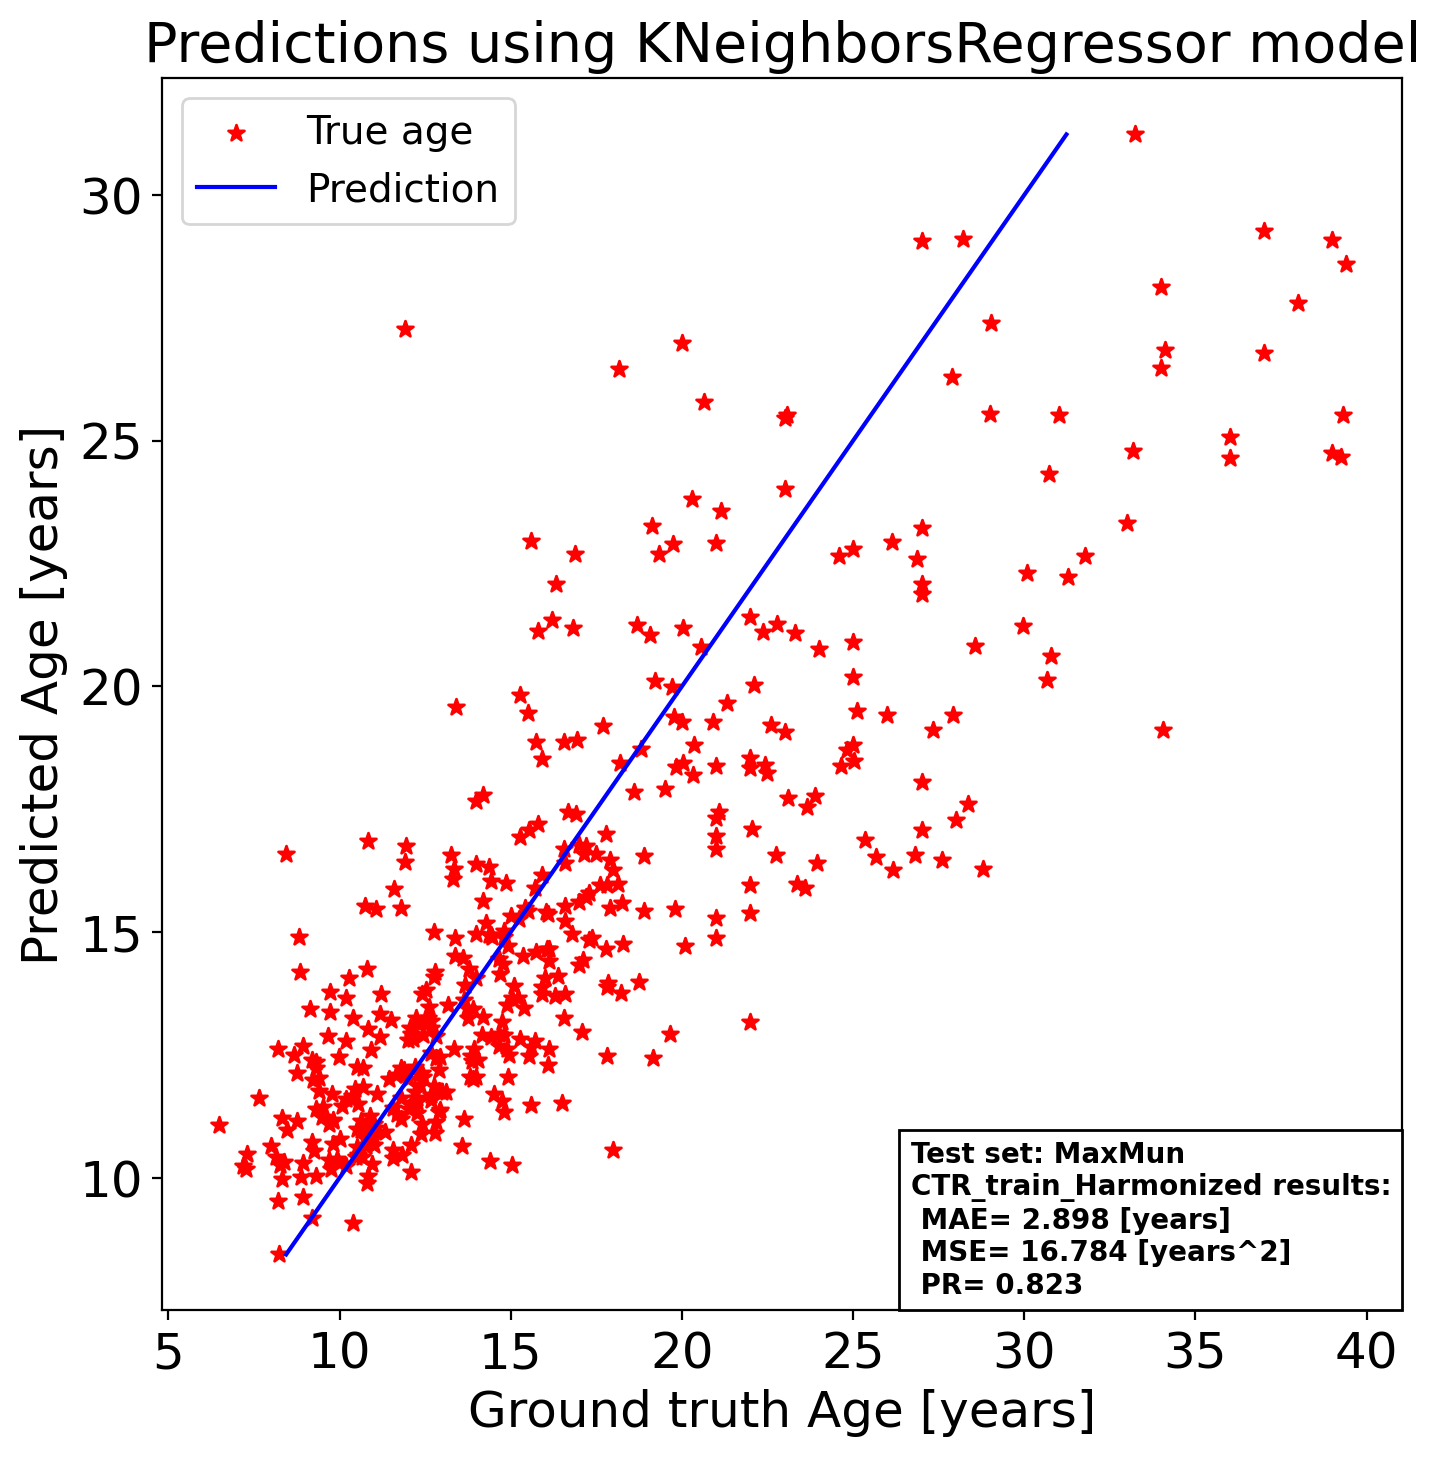 Predictions using KNeighborsRegressor model
True age
Prediction
30
25
20
15
10
Predicted Age [years]
Test set: MaxMun
CTR_train_Harmonized results:
MAE= 2.898 [years]
MSE= 16.784 [years^2]
PR= 0.823
5 10 15 20 25 30 35 40
Ground truth Age [years]